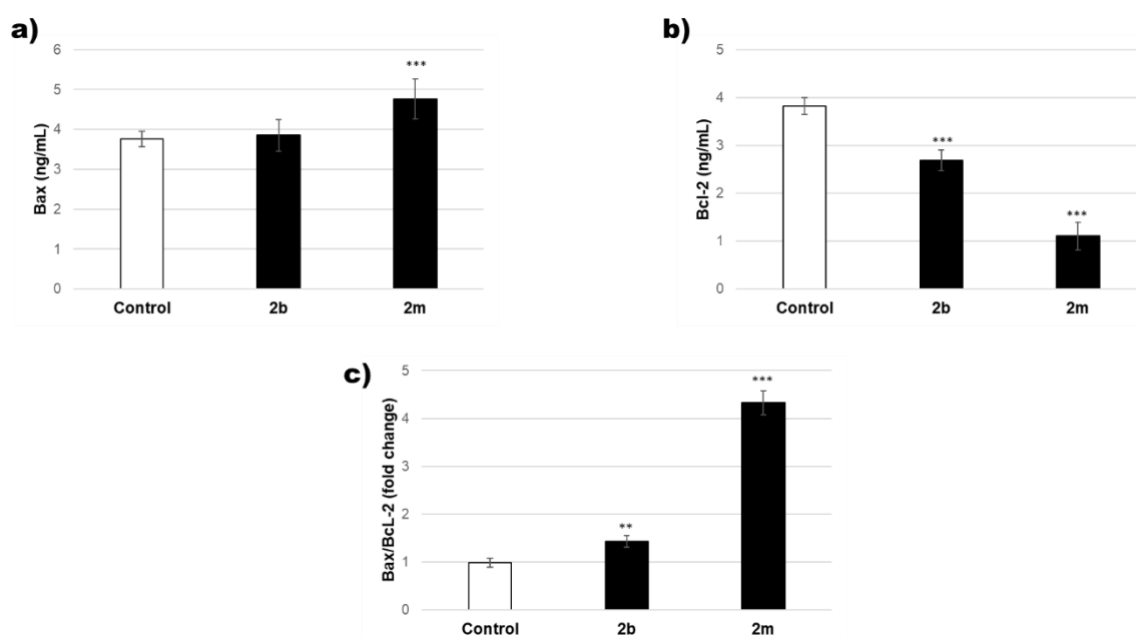 a)
Bax (ng/mL)
6
5
4
3
2
1
0
***
Control 2b 2m
b)
Bcl-2 (ng/mL)
5
4
3
2
1
0
***
***
Control 2b 2m
c)
Bax/BcL-2 (fold change)
5
4
3
2
1
0
**
***
Control 2b 2m